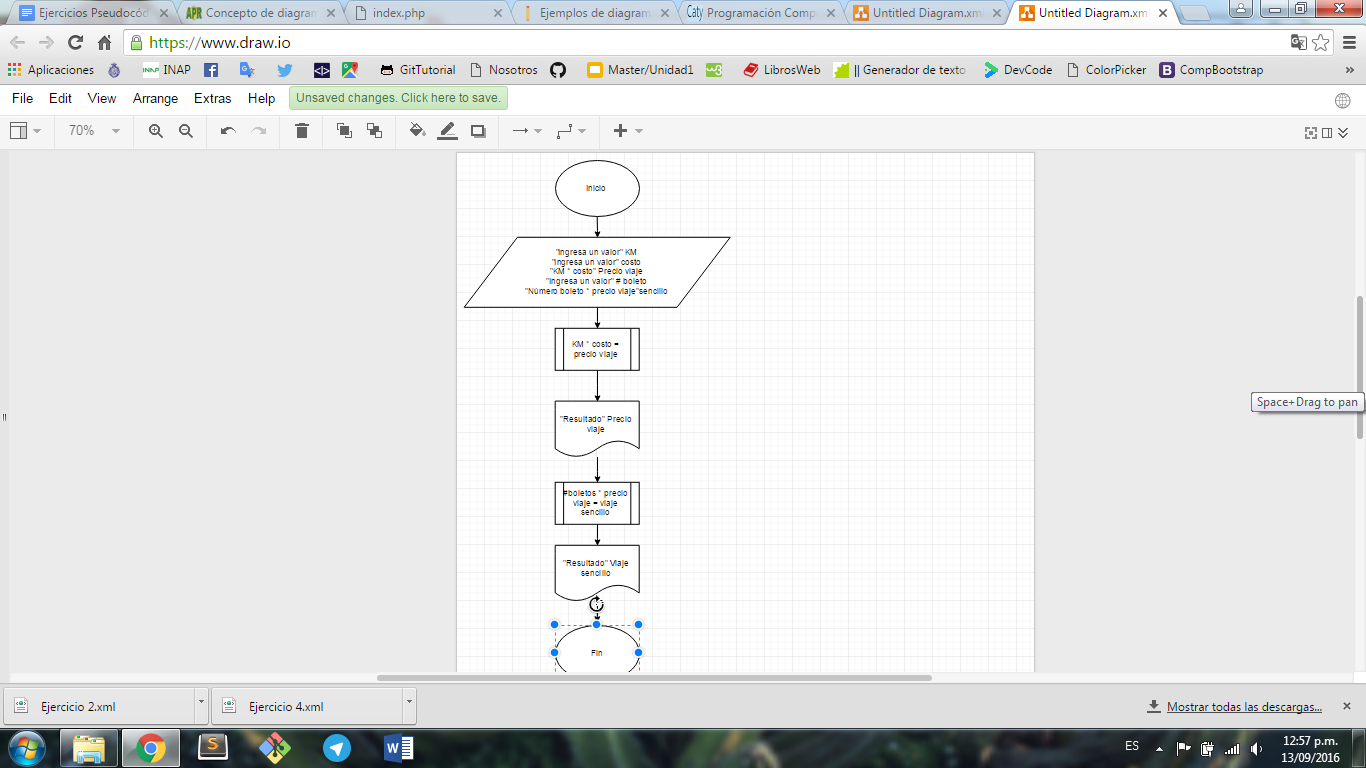 Ejercicios Pseudocód
Concepto de diagram
index.php
Ejemplos de diagram
Caty Programación Comp
Untitled Diagram.xm
Untitled Diagram.xm
https://www.draw.io
Aplicaciones
INAP INAP
GitTutorial
Nosotros
Master/Unidad1
LibrosWeb
|| Generador de texto
DevCode
ColorPicker
B CompBootstrap
»
File Edit View Arrange Extras Help Unsaved changes. Click here to save.
70%
Inicio
"Ingresa un valor" KM
"Ingresa un valor" costo
"KM * costo" Precio viaje
"Ingresa un valor" # boleto
"Número boleto * precio viaje"sencillo
KM * costo =
precio viaje
"Resultado" Precio
viaje
#boletos * precio
viaje = viaje
sencillo
"Resultado" Viaje
sencillo
Fin
Space+Drag to pan
Ejercicio 2.xml
Ejercicio 4.xml
Mostrar todas las descargas...
ES
12:57 p.m.
13/09/2016